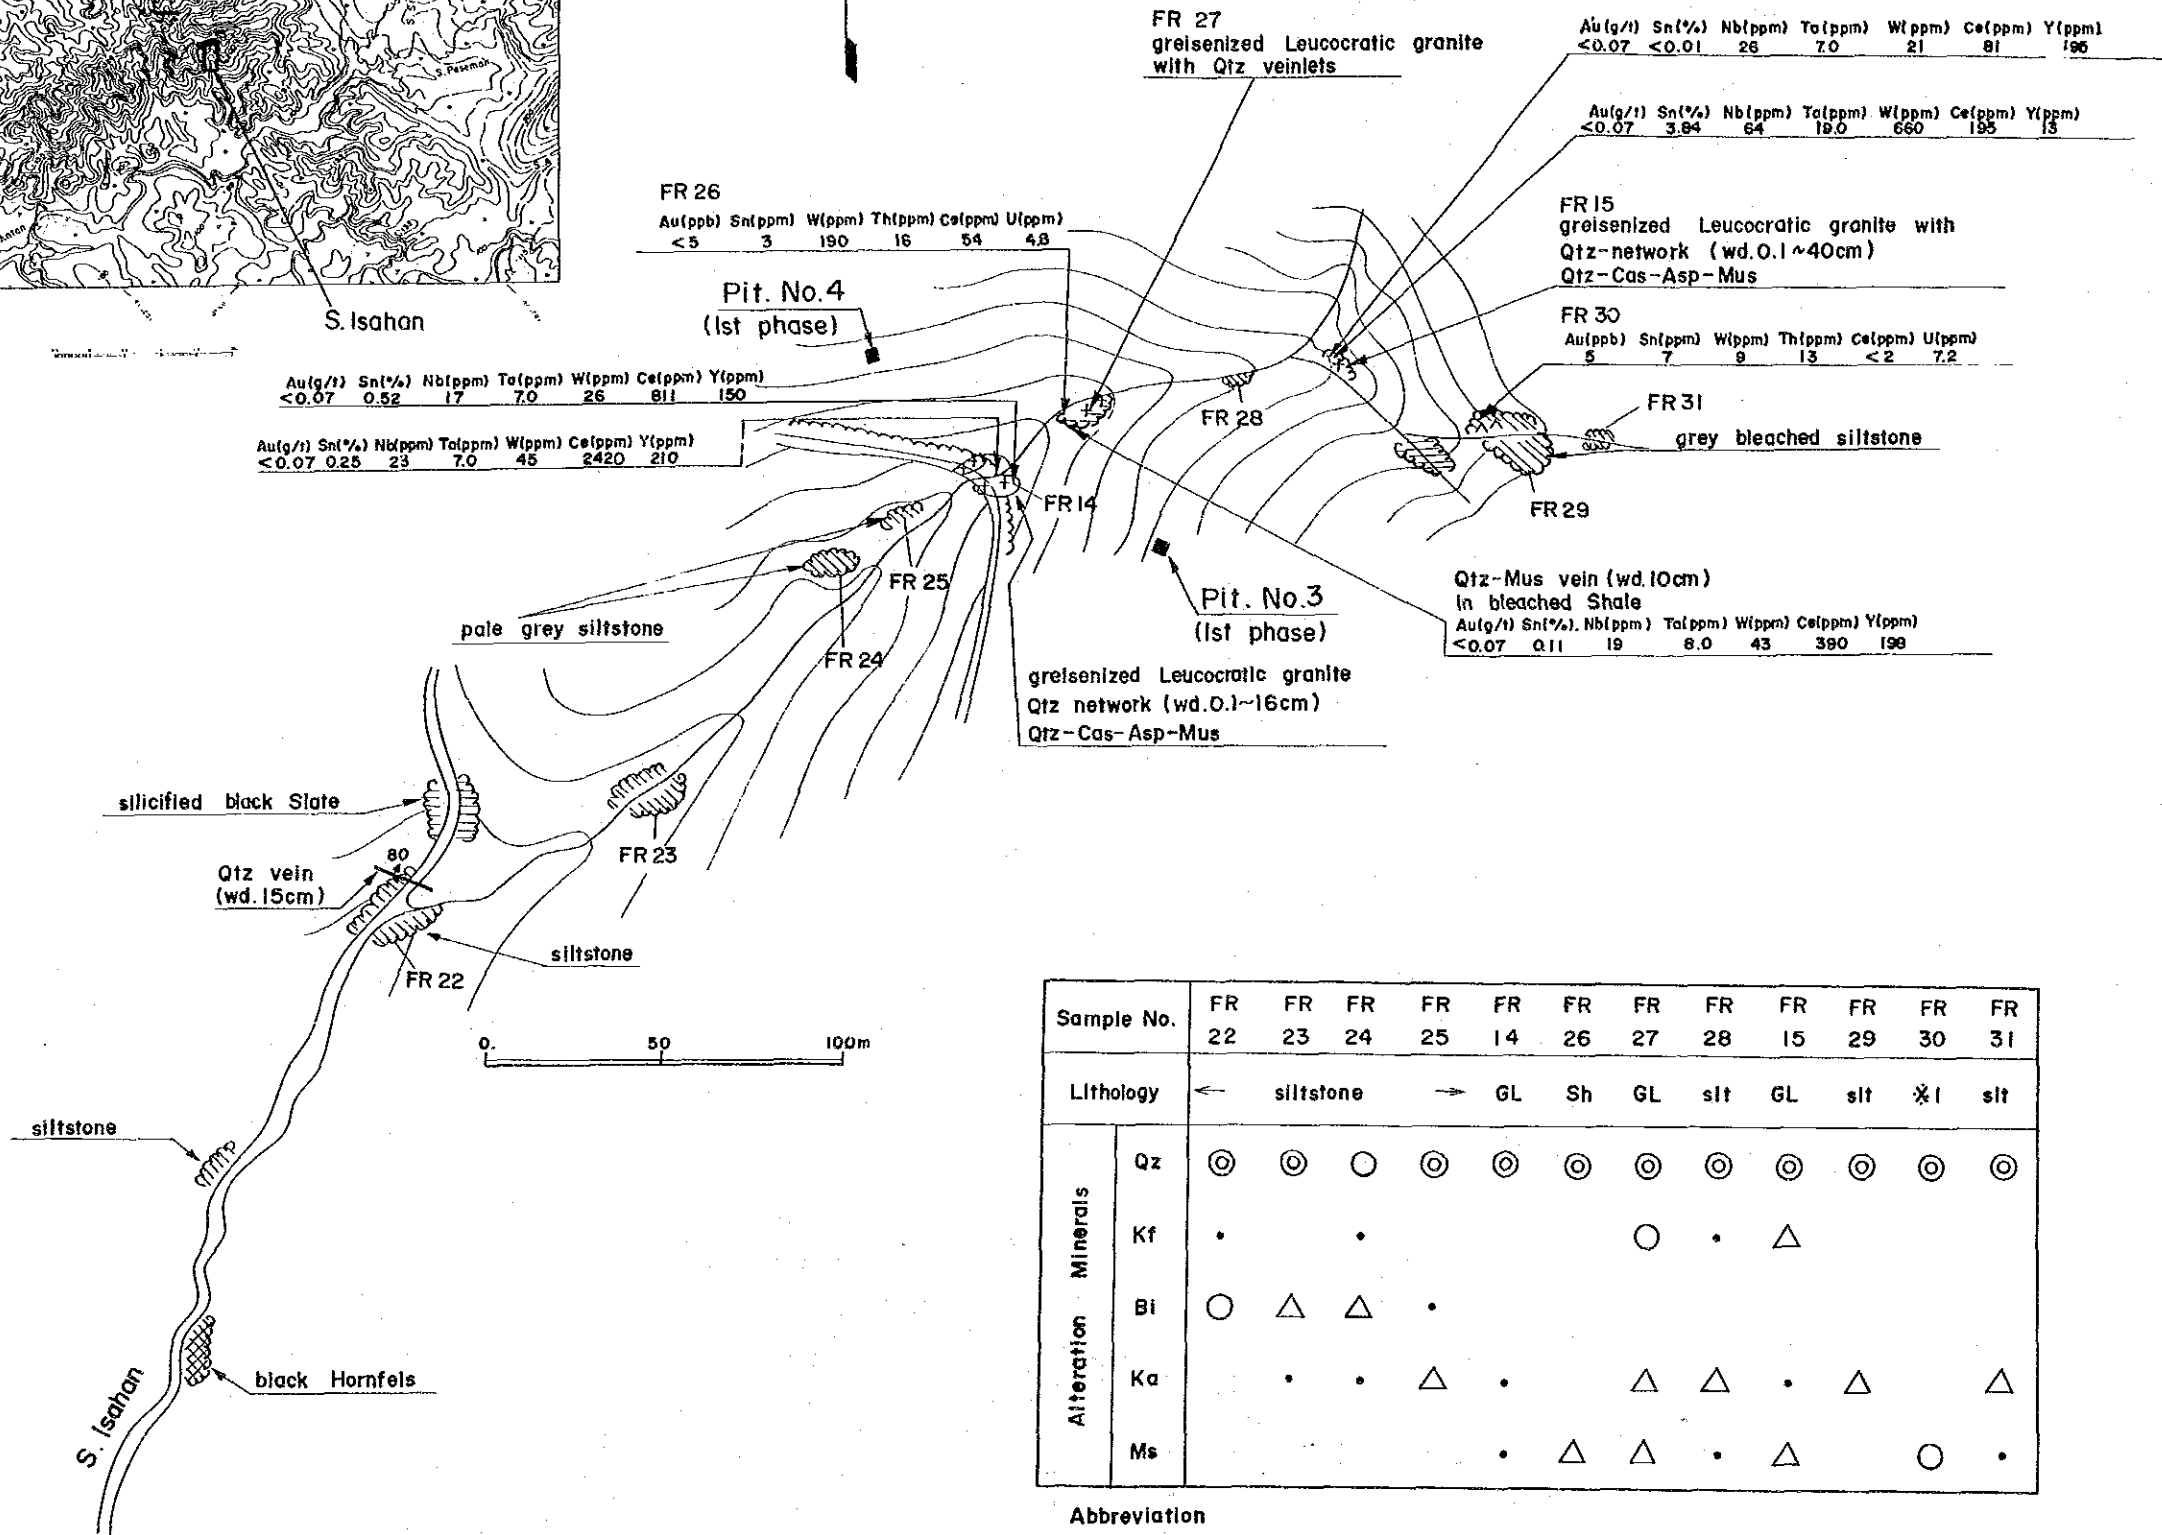 S. Peseman
S. Isahan
FR 27
greisenized Leucocratic granite
with Qtz veinlets
Au(g/t) Sn(%) Nb(ppm) Ta(ppm) W(ppm) Ce(ppm) Y(ppm)
<0.07 <0.01 26 7.0 21 81 196
Au(g/t) Sn(%) Nb(ppm) Ta(ppm) W(ppm) Ce(ppm) Y(ppm)
<0.07 3.84 64 19.0 660 195 13
FR 26
Au(ppb) Sn(ppm) W(ppm) Th(ppm) Ce(ppm) U(ppm)
<5 3 190 16 54 4.8
FR 15
greisenized Leucocratic granite with
Qtz-network (wd.0.1~40cm)
Qtz-Cas-Asp-Mus
Pit. No.4
(1st phase)
FR 30
Au(ppb) Sn(ppm) W(ppm) Th(ppm) Ce(ppm) U(ppm)
5 7 9 13 <2 7.2
Au(g/t) Sn(%) Nb(ppm) Ta(ppm) W(ppm) Ce(ppm) Y(ppm)
<0.07 0.52 17 7.0 26 811 150
FR 28
FR 31
grey bleached siltstone
Au(g/t) Sn(%) Nb(ppm) Ta(ppm) W(ppm) Ce(ppm) Y(ppm)
<0.07 0.25 23 7.0 45 2420 210
FR 14
FR 29
FR 25
Pit. No.3
(1st phase)
Qtz-Mus vein (wd.10cm)
in bleached Shale
Au(g/t) Sn(%). Nb(ppm) Ta(ppm) W(ppm) Ce(ppm) Y(ppm)
<0.07 0.11 19 8.0 43 390 198
pale grey siltstone
FR 24
greisenized Leucocratic granite
Qtz network (wd.0.1~16cm)
Qtz-Cas-Asp-Mus
silicified black Slate
80
Qtz vein
(wd.15cm)
FR 23
siltstone
FR 22
0. 50 100m
siltstone
black Hornfels
S. Isahan
Sample No. FR FR FR FR FR FR FR FR FR FR FR FR
22 23 24 25 14 26 27 28 15 29 30 31
Lithology ← siltstone → GL Sh GL slt GL slt ※1 slt
Alteration Minerals
Qz ◎ ◎ ○ ◎ ◎ ◎ ◎ ◎ ◎ ◎ ◎ ◎
Kf • • ○ • △
Bi ○ △ △ •
Ka • • △ • △ △ • △ △
Ms • △ △ • △ ○ •
Abbreviation